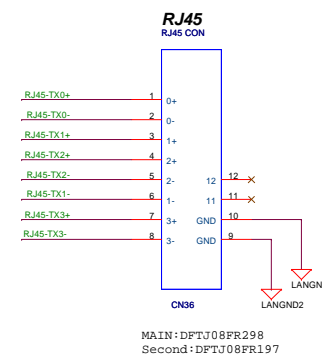 RJ45
RJ45 CON
RJ45-TX0+ 1 0+
RJ45-TX0- 2 0-
RJ45-TX1+ 3 1+
RJ45-TX2+ 4 2+
RJ45-TX2- 5 2- 12 12
RJ45-TX1- 6 1- 11 11
RJ45-TX3+ 7 3+ GND 10
RJ45-TX3- 8 3- GND 9
LANGN
CN36 LANGND2
MAIN:DFTJ08FR298
Second:DFTJ08FR197